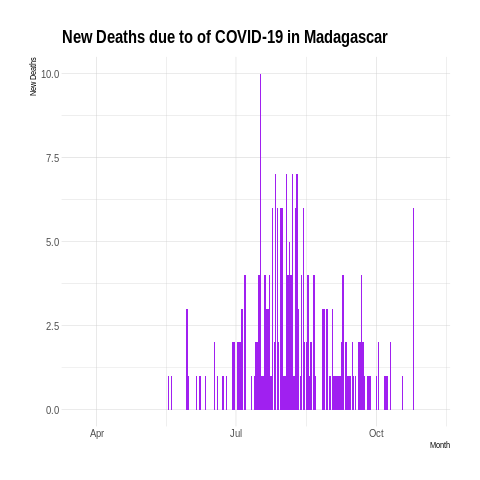 New Deaths due to of COVID-19 in Madagascar
New Deaths
10.0
7.5
5.0
2.5
0.0
Apr
Jul
Oct
Month